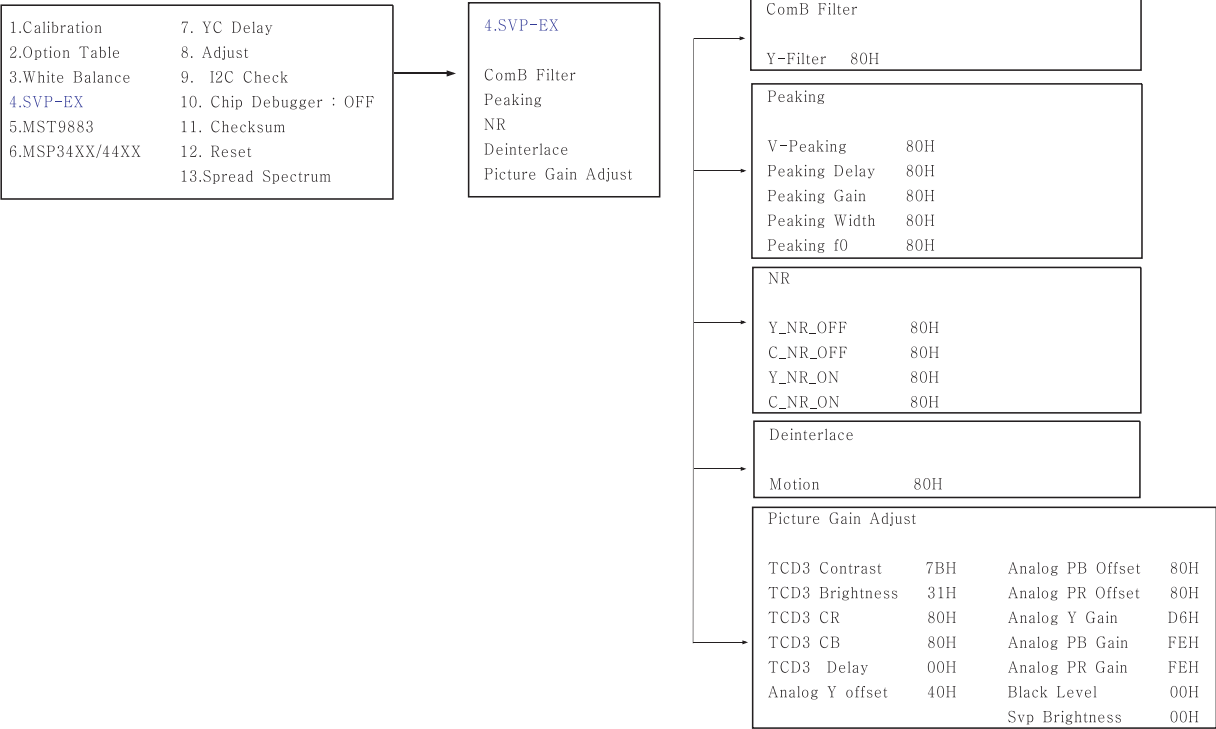 1.Calibration
2.Option Table
3.White Balance
4.SVP-EX
5.MST9883
6.MSP34XX/44XX
7. YC Delay
8. Adjust
9. I2C Check
10. Chip Debugger : OFF
11. Checksum
12. Reset
13.Spread Spectrum
4.SVP-EX
ComB Filter
Peaking
NR
Deinterlace
Picture Gain Adjust
ComB Filter
Y-Filter 80H
Peaking
V-Peaking 80H
Peaking Delay 80H
Peaking Gain 80H
Peaking Width 80H
Peaking f0 80H
NR
Y_NR_OFF 80H
C_NR_OFF 80H
Y_NR_ON 80H
C_NR_ON 80H
Deinterlace
Motion 80H
Picture Gain Adjust
TCD3 Contrast 7BH
TCD3 Brightness 31H
TCD3 CR 80H
TCD3 CB 80H
TCD3 Delay 00H
Analog Y offset 40H
Analog PB Offset 80H
Analog PR Offset 80H
Analog Y Gain D6H
Analog PB Gain FEH
Analog PR Gain FEH
Black Level 00H
Svp Brightness 00H